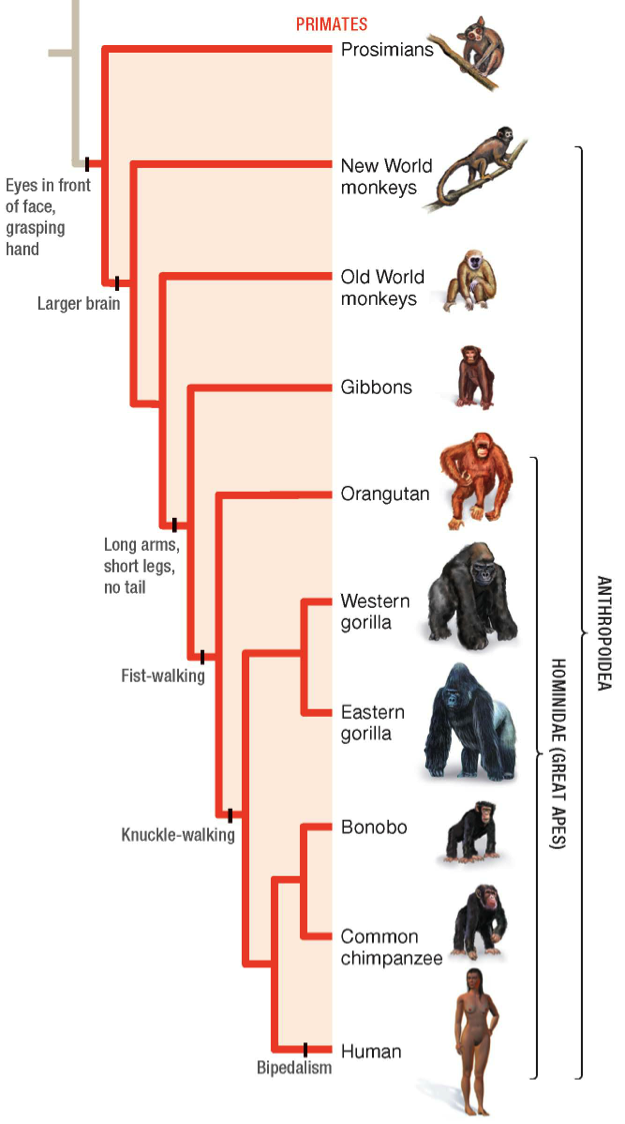 PRIMATES
Prosimians
Eyes in front
of face,
grasping
hand
New World
monkeys
Larger brain
Old World
monkeys
Gibbons
Orangutan
Long arms,
short legs,
no tail
Western
gorilla
Fist-walking
Eastern
gorilla
Knuckle-walking
Bonobo
Common
chimpanzee
Human
Bipedalism
HOMINIDAE (GREAT APES)
ANTHROPOIDEA